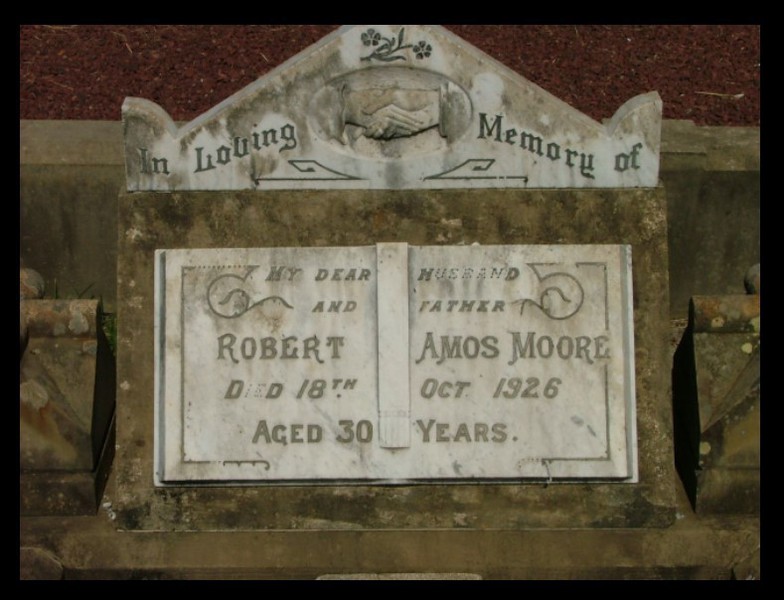 In Loving Memory of
MY DEAR HUSBAND
AND FATHER
ROBERT AMOS MOORE
DIED 18TH. OCT 1926
AGED 30 YEARS.